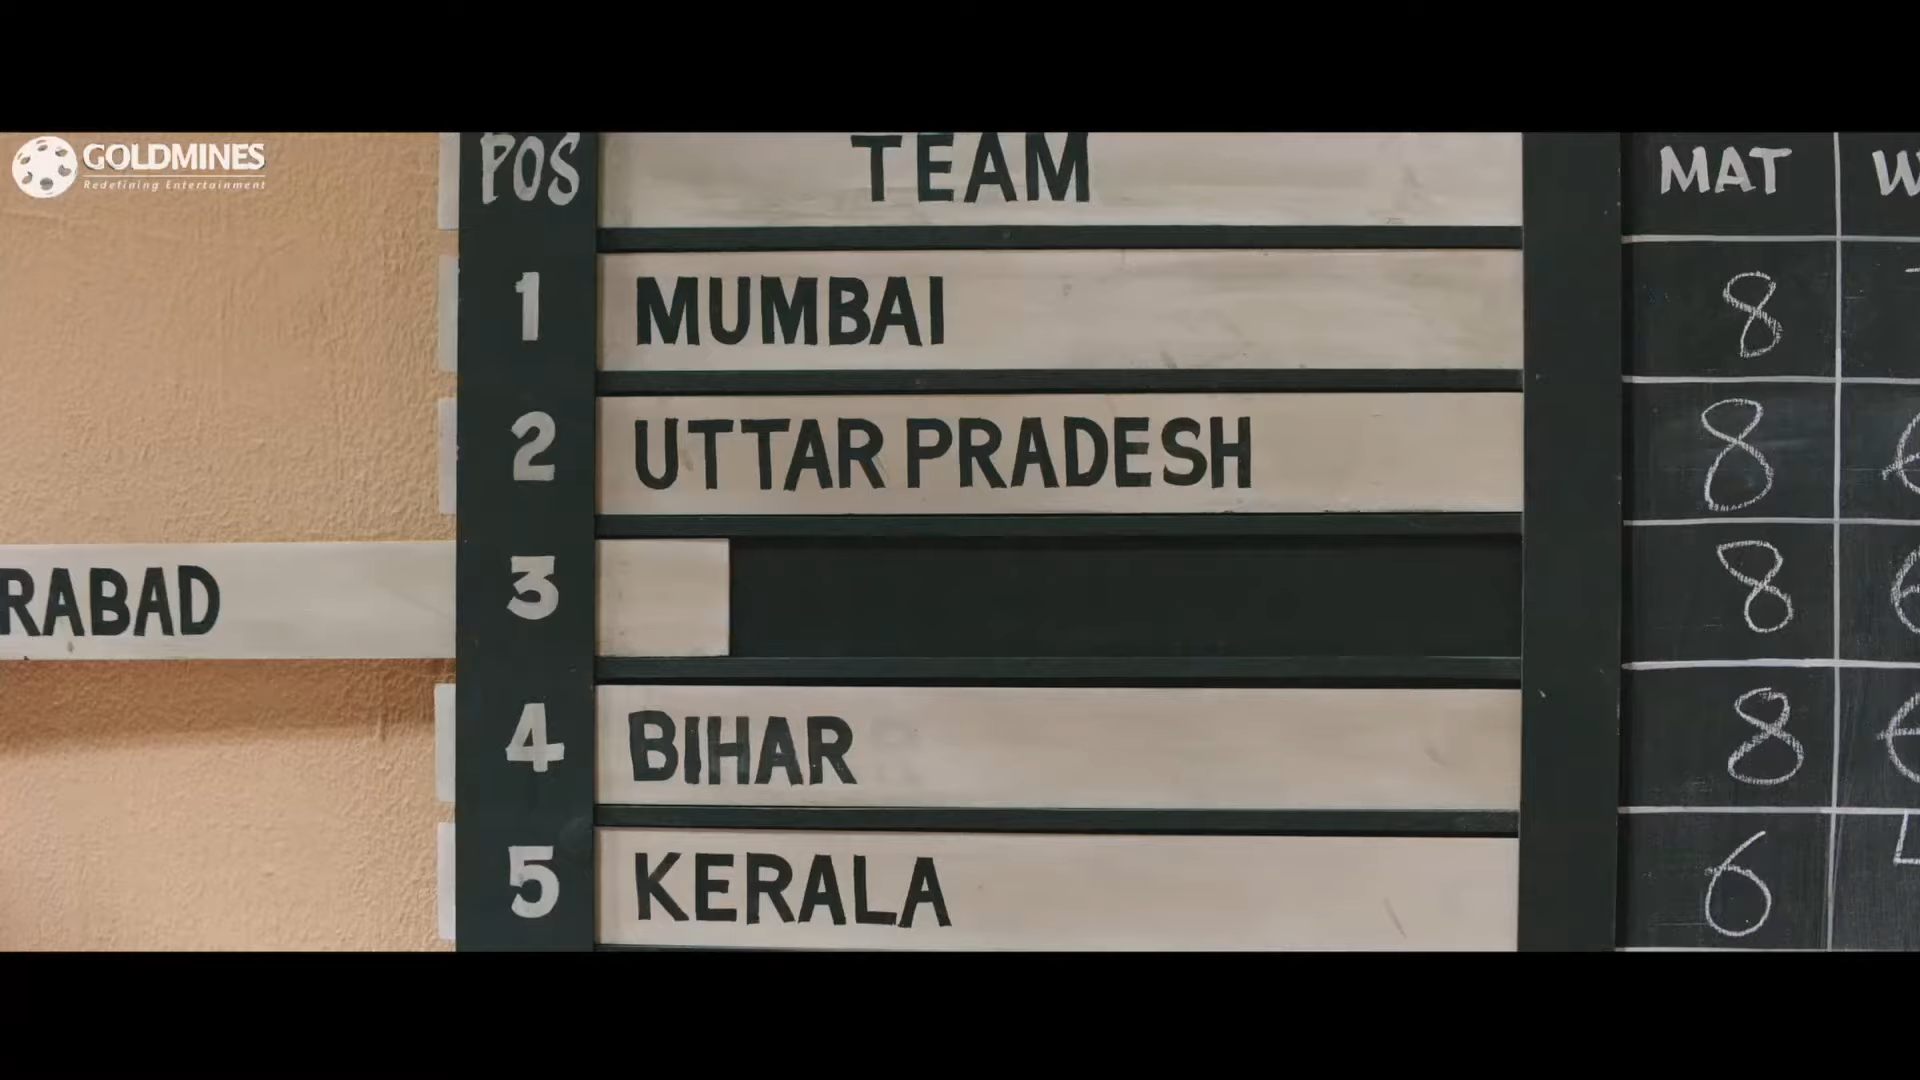 GOLDMINES
Redefining Entertainment
POS TEAM MAT W
1 MUMBAI 8
2 UTTAR PRADESH 8
RABAD 3 8
4 BIHAR 8
5 KERALA 6